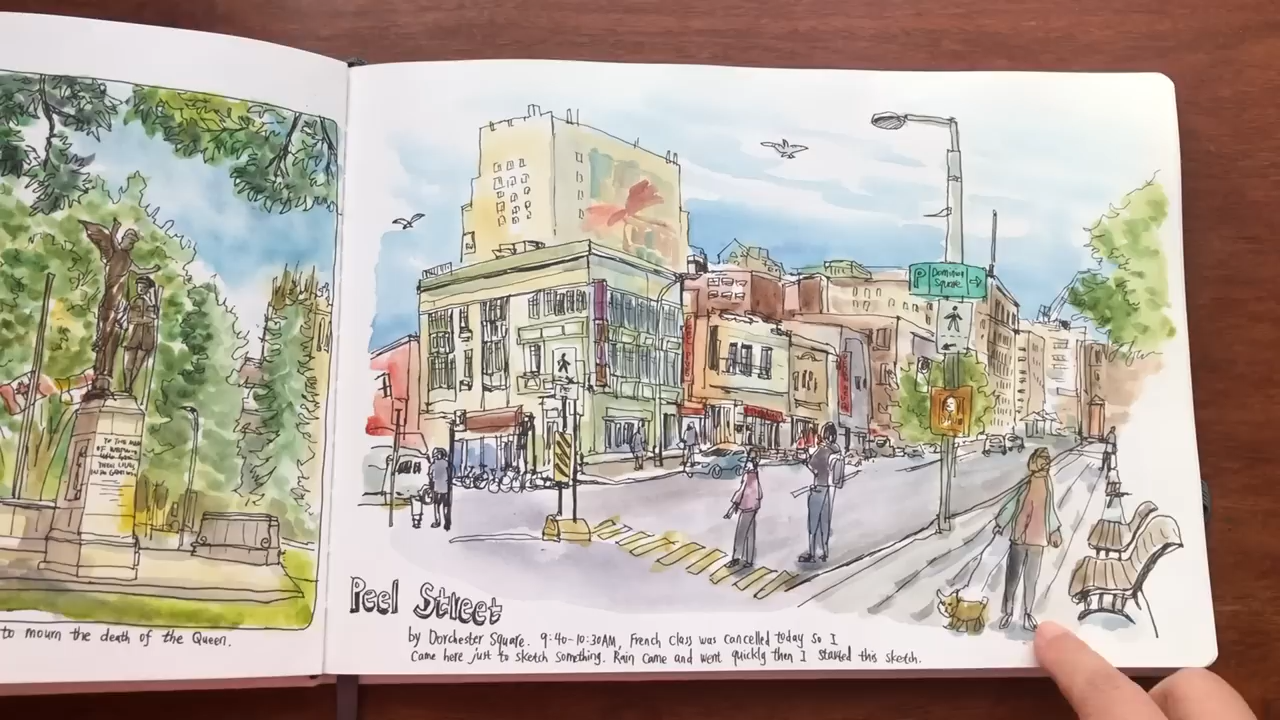 to mourn the death of the Queen.
P Dominion
Square
Peel Street
by Dorchester Square. 9:40-10:30AM, French class was cancelled today so I
Came here just to sketch something. Rain came and went quickly then I started this sketch.